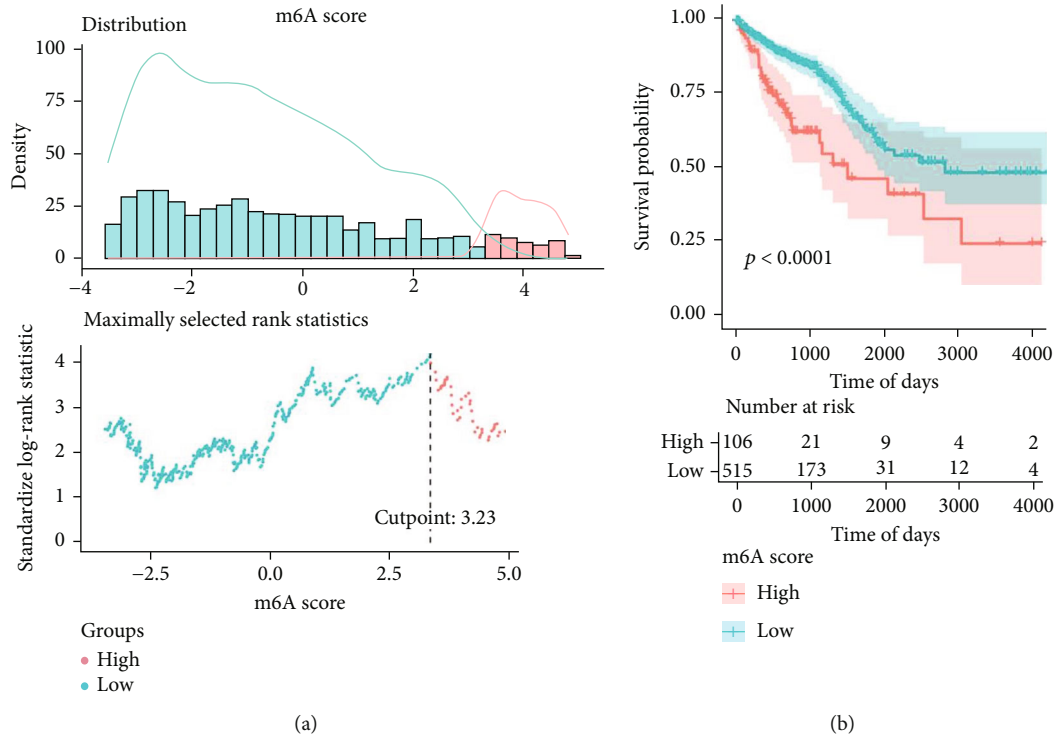 m6A score
Distribution
Density
100
75
50
25
0
−4
−2
0
2
4
Maximally selected rank statistics
Standardize log-rank statistic
4
3
2
1
0
Cutpoint: 3.23
−2.5
0.0
2.5
5.0
m6A score
Groups
High
Low
(a)
Survival probability
1.00
0.75
0.50
0.25
0.00
p < 0.0001
0 1000 2000 3000 4000
Time of days
Number at risk
High 106 21 9 4 2
Low 515 173 31 12 4
0 1000 2000 3000 4000
Time of days
m6A score
High
Low
(b)